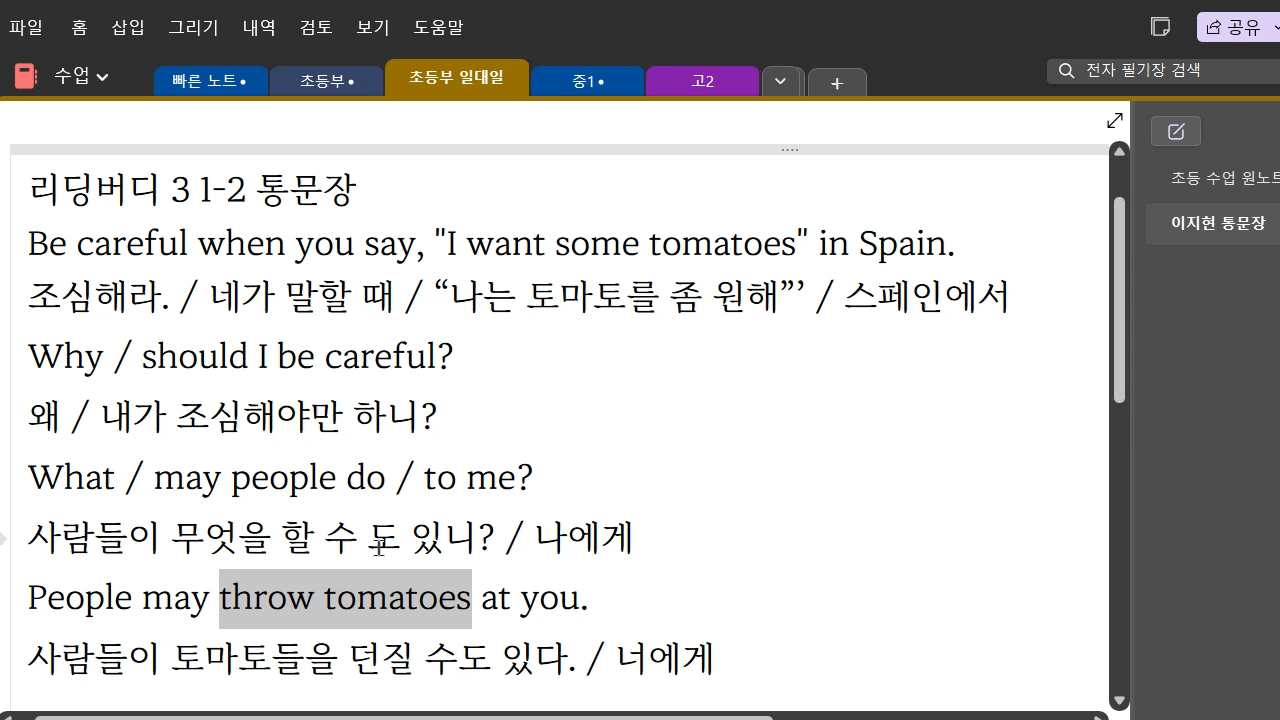 파일 홈 삽입 그리기 내역 검토 보기 도움말 공유
수업 빠른 노트• 초등부• 초등부 일대일 중1• 고2 + 전자 필기장 검색
초등 수업 원노트
이지현 통문장
리딩버디 3 1-2 통문장
Be careful when you say, "I want some tomatoes" in Spain.
조심해라. / 네가 말할 때 / “나는 토마토를 좀 원해”’ / 스페인에서
Why / should I be careful?
왜 / 내가 조심해야만 하니?
What / may people do / to me?
사람들이 무엇을 할 수 도 있니? / 나에게
People may throw tomatoes at you.
사람들이 토마토들을 던질 수도 있다. / 너에게